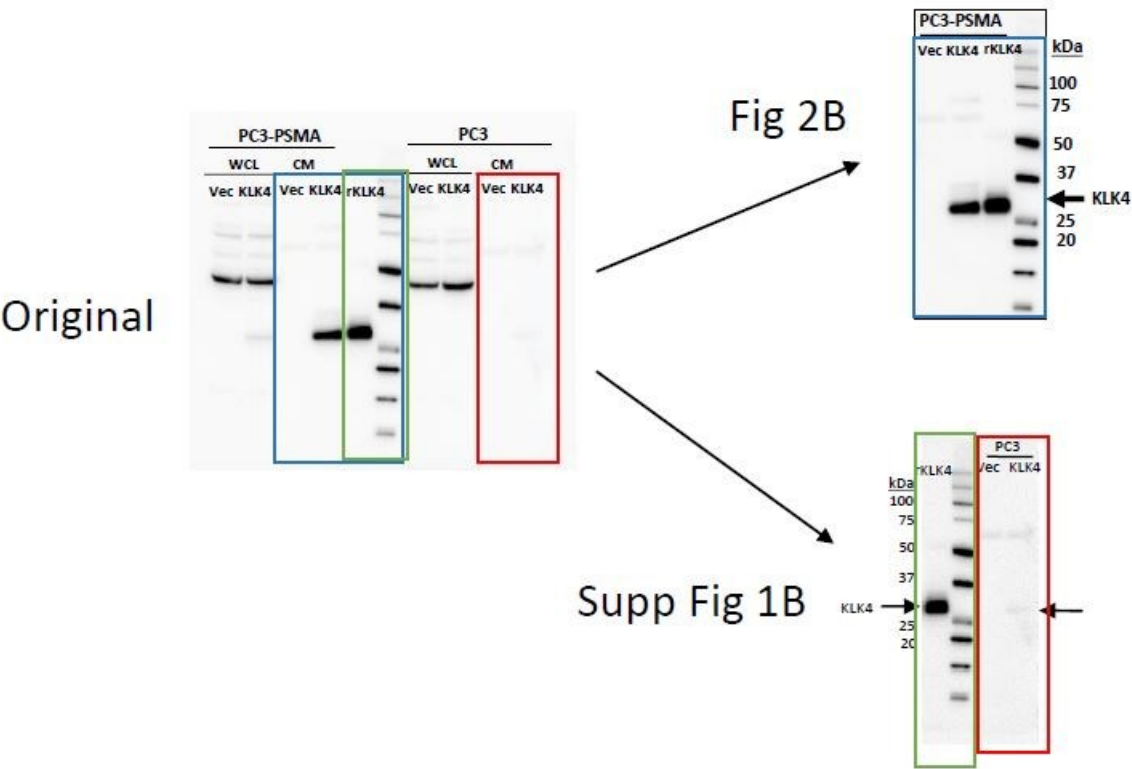 Original
PC3-PSMA PC3
WCL CM WCL CM
Vec KLK4 Vec KLK4 rKLK4 Vec KLK4 Vec KLK4
Fig 2B
PC3-PSMA
Vec KLK4 rKLK4 kDa
100
75
50
37
KLK4
25
20
Supp Fig 1B
PC3
rKLK4 Vec KLK4
kDa
100
75
50
37
KLK4
25
20